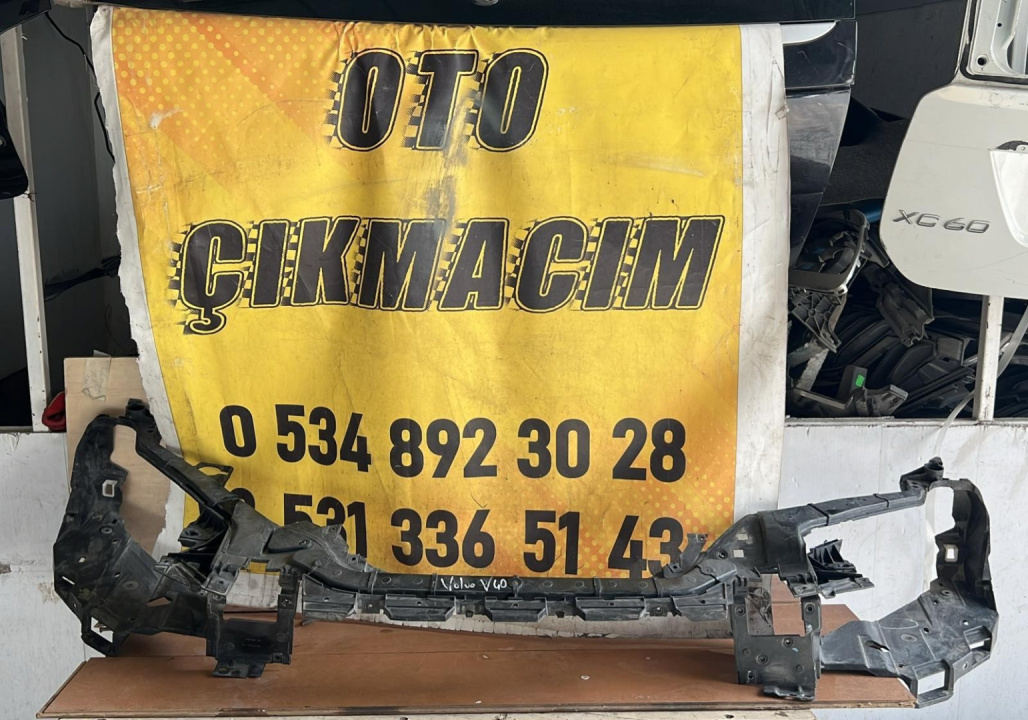 OTO
ÇIKMACIM
0 534 892 30 28
0 531 336 51 43
XC60
Volvo V40